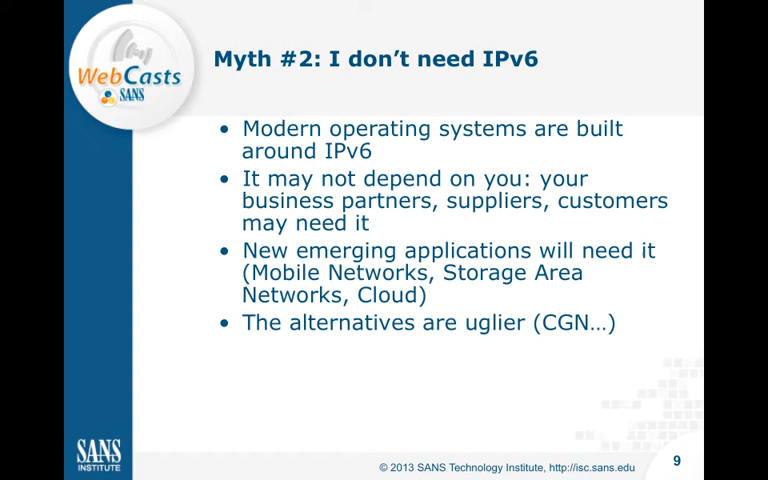 WebCasts
SANS
Myth #2: I don't need IPv6
• Modern operating systems are built
around IPv6
• It may not depend on you: your
business partners, suppliers, customers
may need it
• New emerging applications will need it
(Mobile Networks, Storage Area
Networks, Cloud)
• The alternatives are uglier (CGN…)
SANS
INSTITUTE
© 2013 SANS Technology Institute, http://isc.sans.edu
9